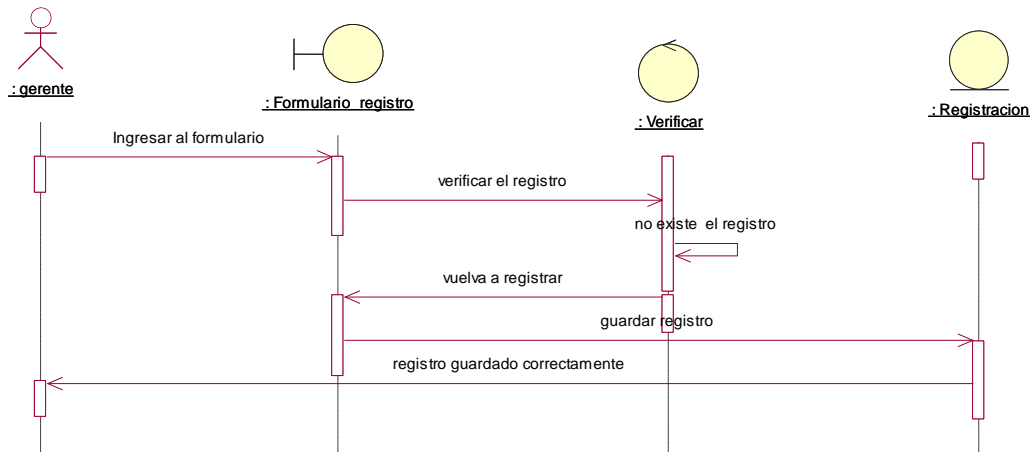 : gerente
: Formulario registro
: Verificar
: Registracion
Ingresar al formulario
verificar el registro
no existe el registro
vuelva a registrar
guardar registro
registro guardado correctamente